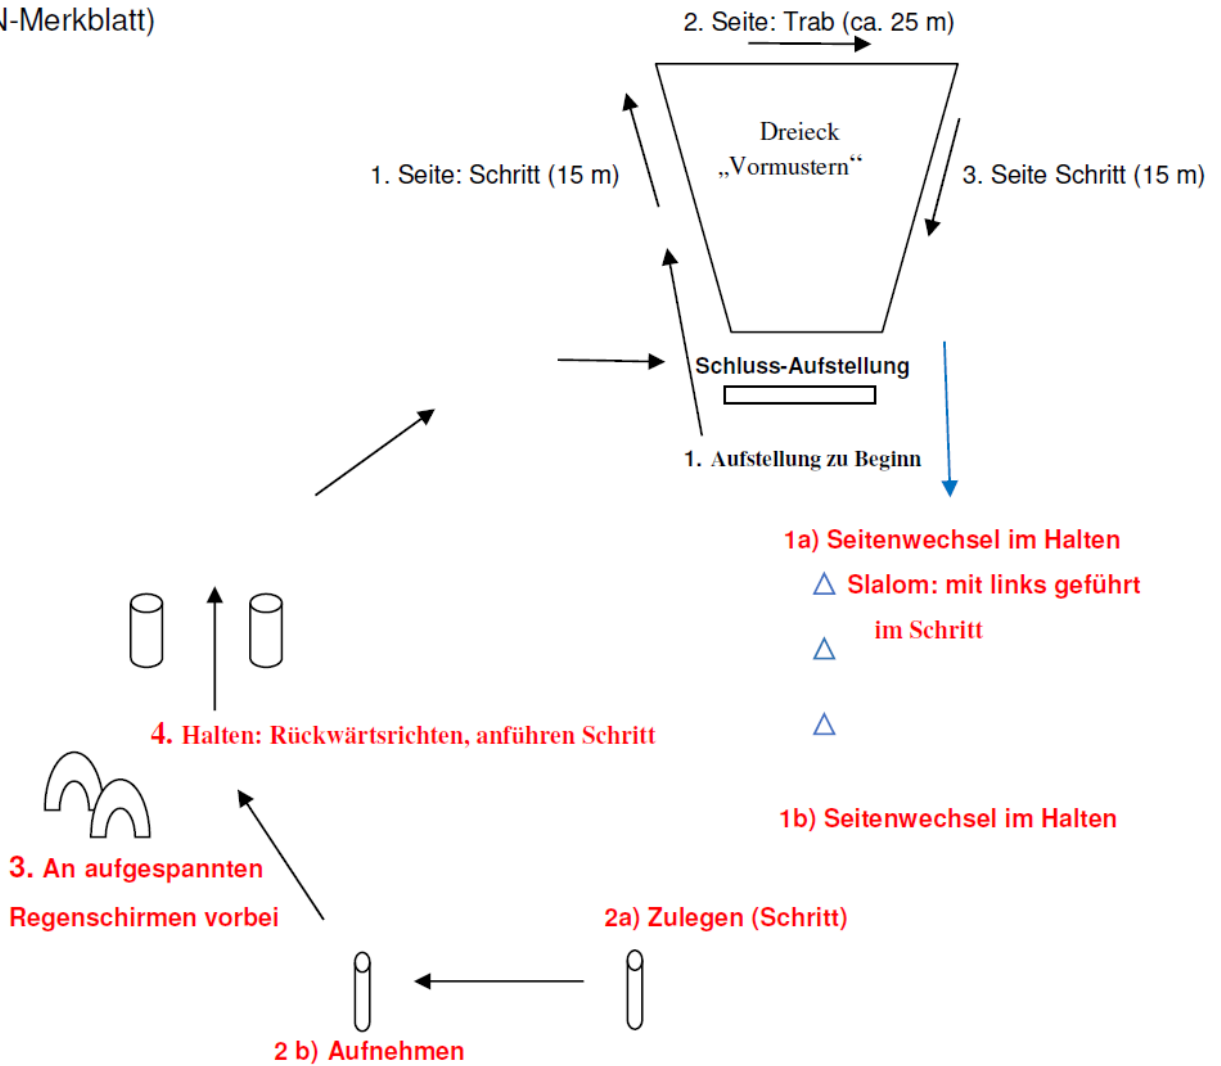 N-Merkblatt)
2. Seite: Trab (ca. 25 m)
Dreieck
„Vormustern“
1. Seite: Schritt (15 m)
3. Seite Schritt (15 m)
Schluss-Aufstellung
1. Aufstellung zu Beginn
1a) Seitenwechsel im Halten
Slalom: mit links geführt
im Schritt
4. Halten: Rückwärtsrichten, anführen Schritt
1b) Seitenwechsel im Halten
3. An aufgespannten
Regenschirmen vorbei
2a) Zulegen (Schritt)
2 b) Aufnehmen